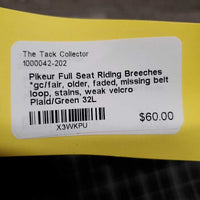 The Tack Collector
1000042-202
Pikeur Full Seat Riding Breeches
*gc/fair, older, faded, missing belt
loop, stains, weak velcro
Plaid/Green 32L
$60.00
X3WKPU